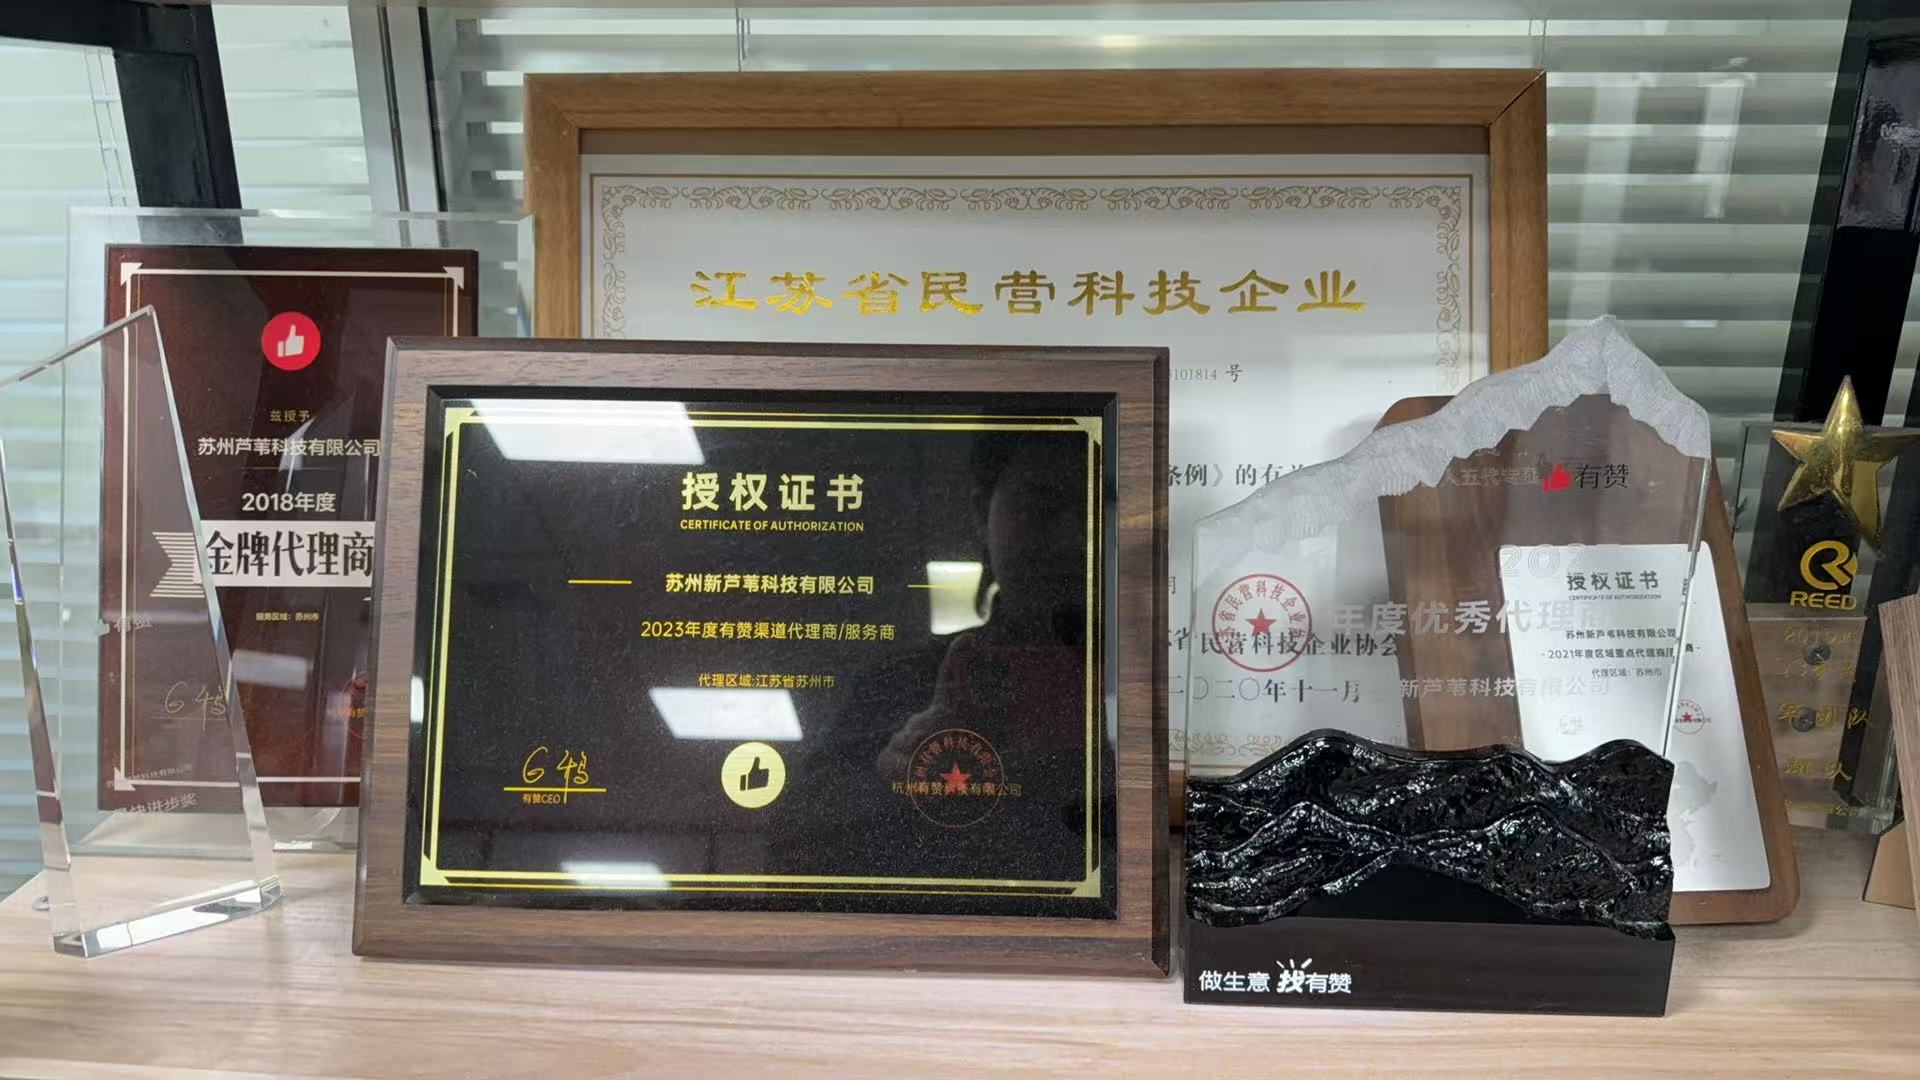 兹授予
苏州芦苇科技有限公司
2018年度
金牌代理商
服务区域：苏州市
江苏省民营科技企业
101814 号
条例》的有关
民营科技企业协会
二〇二〇年十一月
授权证书
CERTIFICATE OF AUTHORIZATION
苏州新芦苇科技有限公司
2023年度有赞渠道代理商/服务商
代理区域:江苏省苏州市
有赞CEO
杭州有赞科技有限公司
有赞
年度优秀代理商
新芦苇科技有限公司
做生意 找有赞
授权证书
CERTIFICATE OF AUTHORIZATION
苏州新芦苇科技有限公司
-2021年度区域重点代理商
代理区域：苏州市
REED